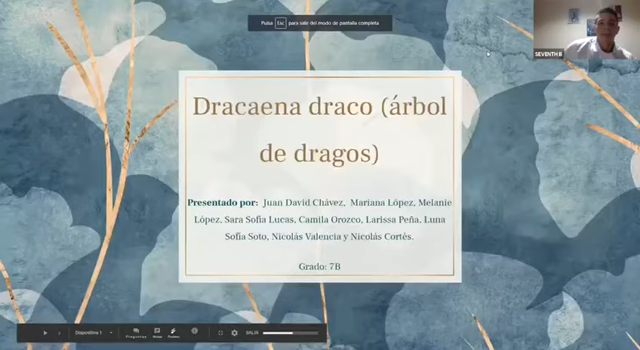 Pulsa Esc para salir del modo de pantalla completa
SEVENTH B
Dracaena draco (árbol
de dragos)
Presentado por: Juan David Chávez, Mariana López, Melanie
López, Sara Sofia Lucas, Camila Orozco, Larissa Peña, Luna
Sofía Soto, Nicolás Valencia y Nicolás Cortés.
Grado: 7B
Diapositiva 1
Preguntas
Notas
Puntero
SALIR